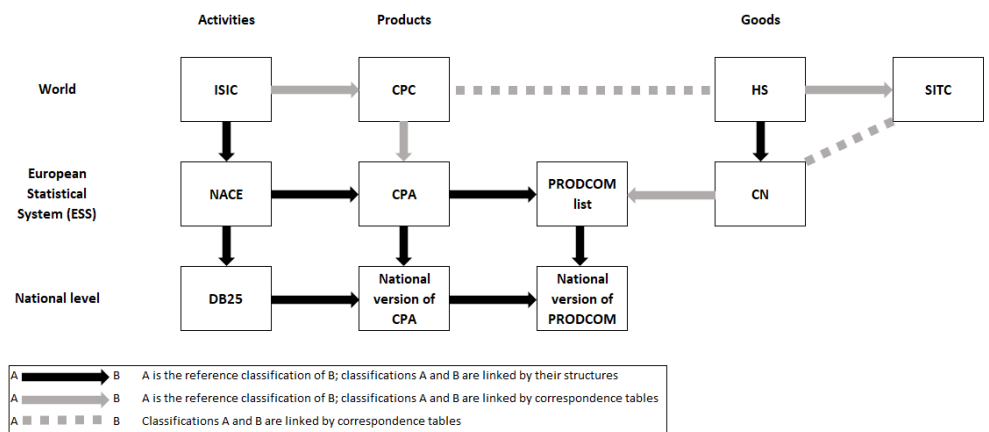 Activities Products Goods
World ISIC CPC HS SITC
European
Statistical
System (ESS)
NACE CPA PRODCOM
list CN
National level DB25 National
version of
CPA National
version of
PRODCOM
A B A is the reference classification of B; classifications A and B are linked by their structures
A B A is the reference classification of B; classifications A and B are linked by correspondence tables
A B Classifications A and B are linked by correspondence tables